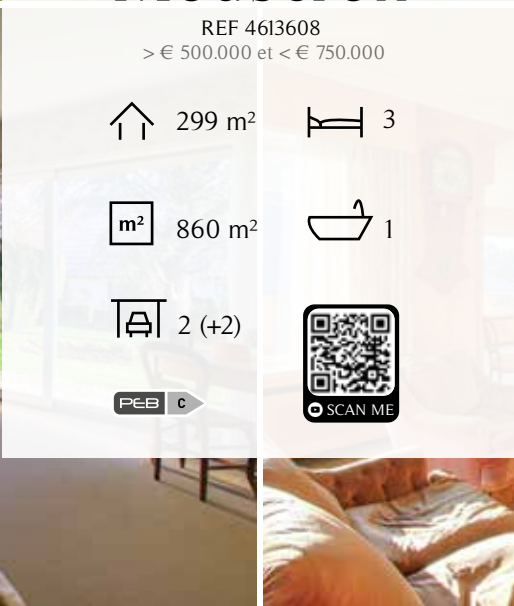 REF 4613608
> € 500.000 et < € 750.000
299 m²
3
m²
860 m²
1
2 (+2)
PEB C
SCAN ME